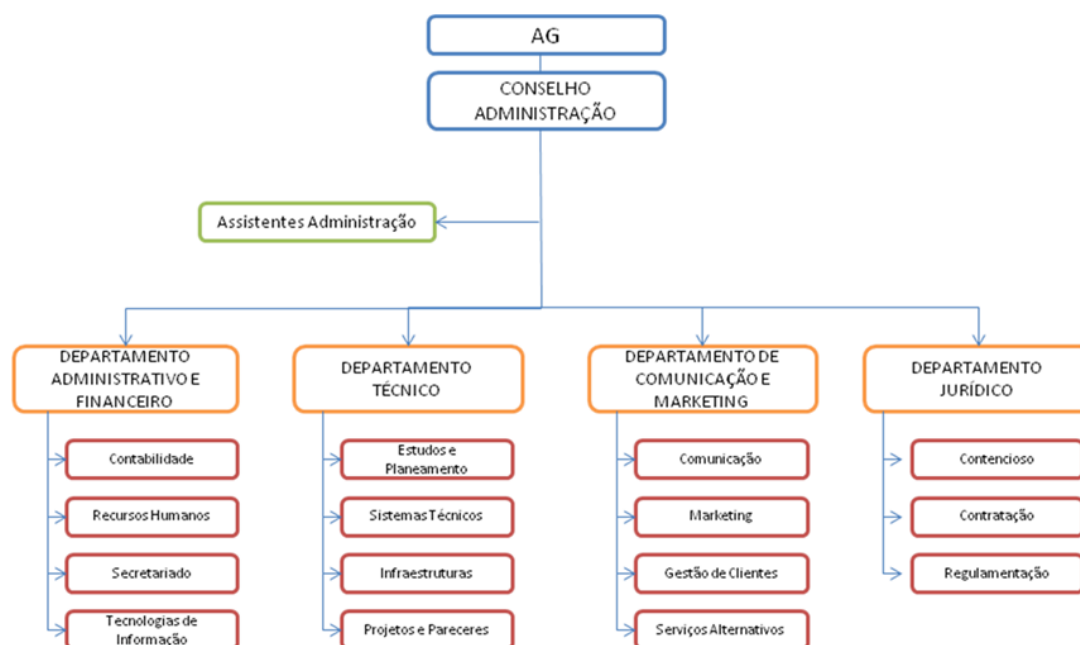 AG
CONSELHO
ADMINISTRAÇÃO
Assistentes Administração
DEPARTAMENTO
ADMINISTRATIVO E
FINANCEIRO
Contabilidade
Recursos Humanos
Secretariado
Tecnologias de
Informação
DEPARTAMENTO
TÉCNICO
Estudos e
Planeamento
Sistemas Técnicos
Infraestruturas
Projetos e Pareceres
DEPARTAMENTO DE
COMUNICAÇÃO E
MARKETING
Comunicação
Marketing
Gestão de Clientes
Serviços Alternativos
DEPARTAMENTO
JURÍDICO
Contencioso
Contratação
Regulamentação